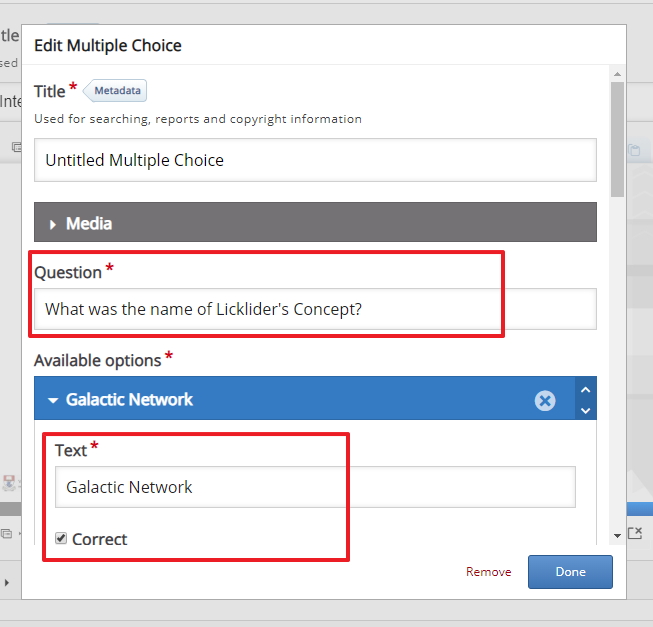 tle
Edit Multiple Choice
sed
Title * Metadata
Used for searching, reports and copyright information
Inte
Untitled Multiple Choice
Media
Question *
What was the name of Licklider's Concept?
Available options *
Galactic Network
Text *
Galactic Network
Correct
Remove Done